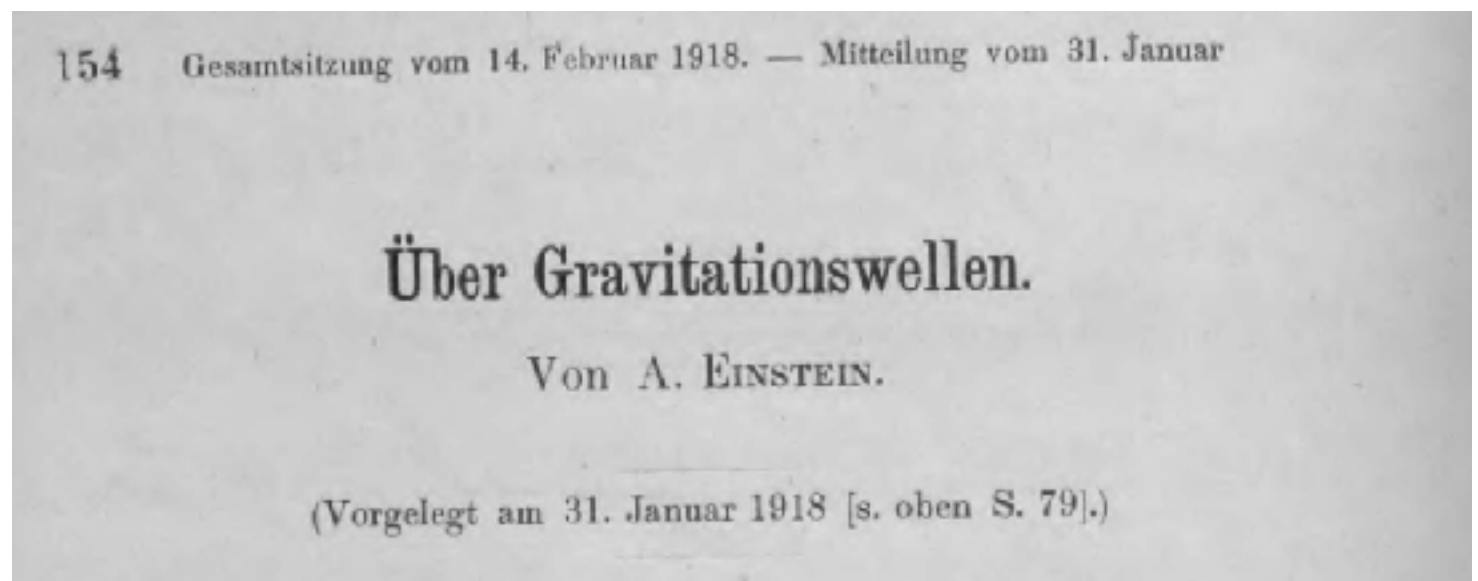 154 Gesamtsitzung vom 14. Februar 1918. — Mitteilung vom 31. Januar
Über Gravitationswellen.
Von A. EINSTEIN.
(Vorgelegt am 31. Januar 1918 [s. oben S. 79].)